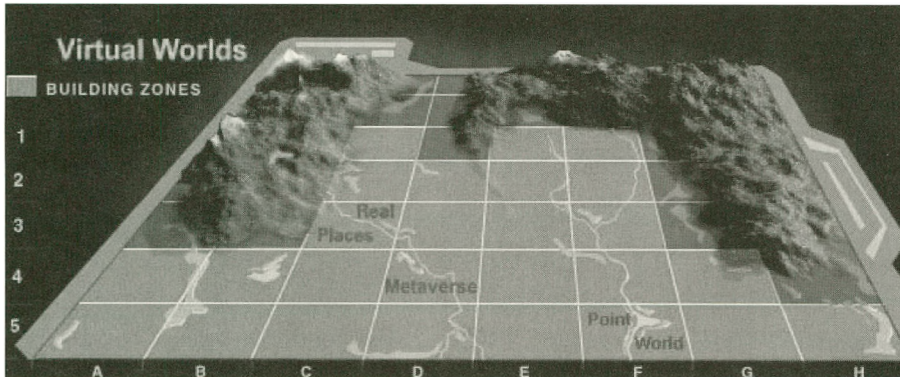 Virtual Worlds
BUILDING ZONES
1
2
3
4
5
Real
Places
Metaverse
Point
World
A B C D E F G H